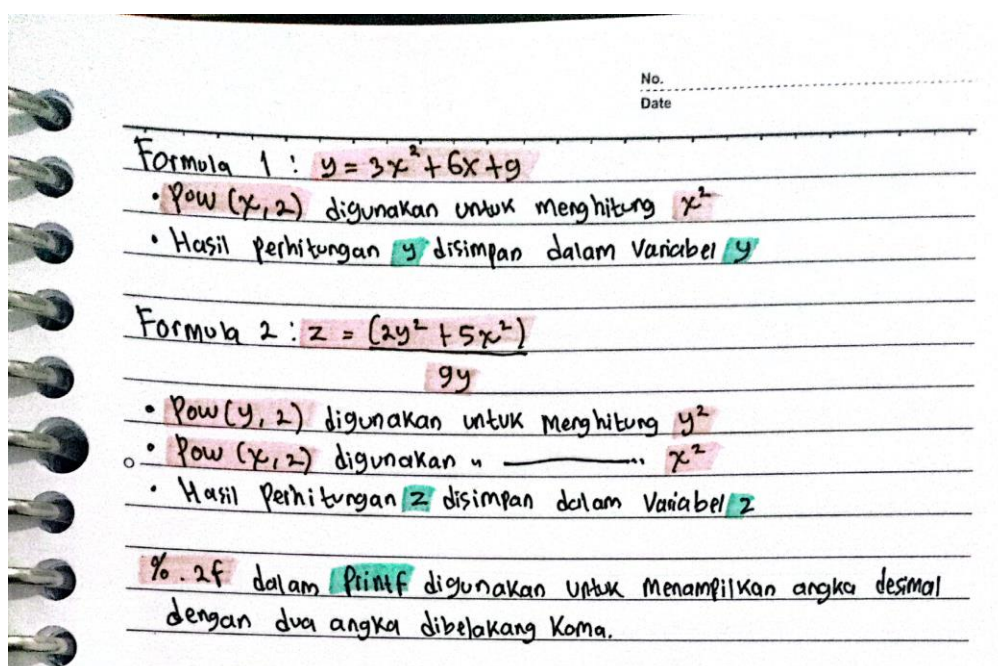 No.
Date
Formula 1 : y = 3x² + 6x + 9
• Pow (x, 2) digunakan untuk menghitung x²
• Hasil perhitungan y disimpan dalam Variabel y
Formula 2 : z = (2y² + 5x²)
9y
• Pow (y, 2) digunakan untuk menghitung y²
• Pow (x, 2) digunakan " ———— " x²
• Hasil Perhitungan z disimpan dalam Variabel z
% . 2f dalam Printf digunakan untuk menampilkan angka desimal
dengan dua angka dibelakang koma.